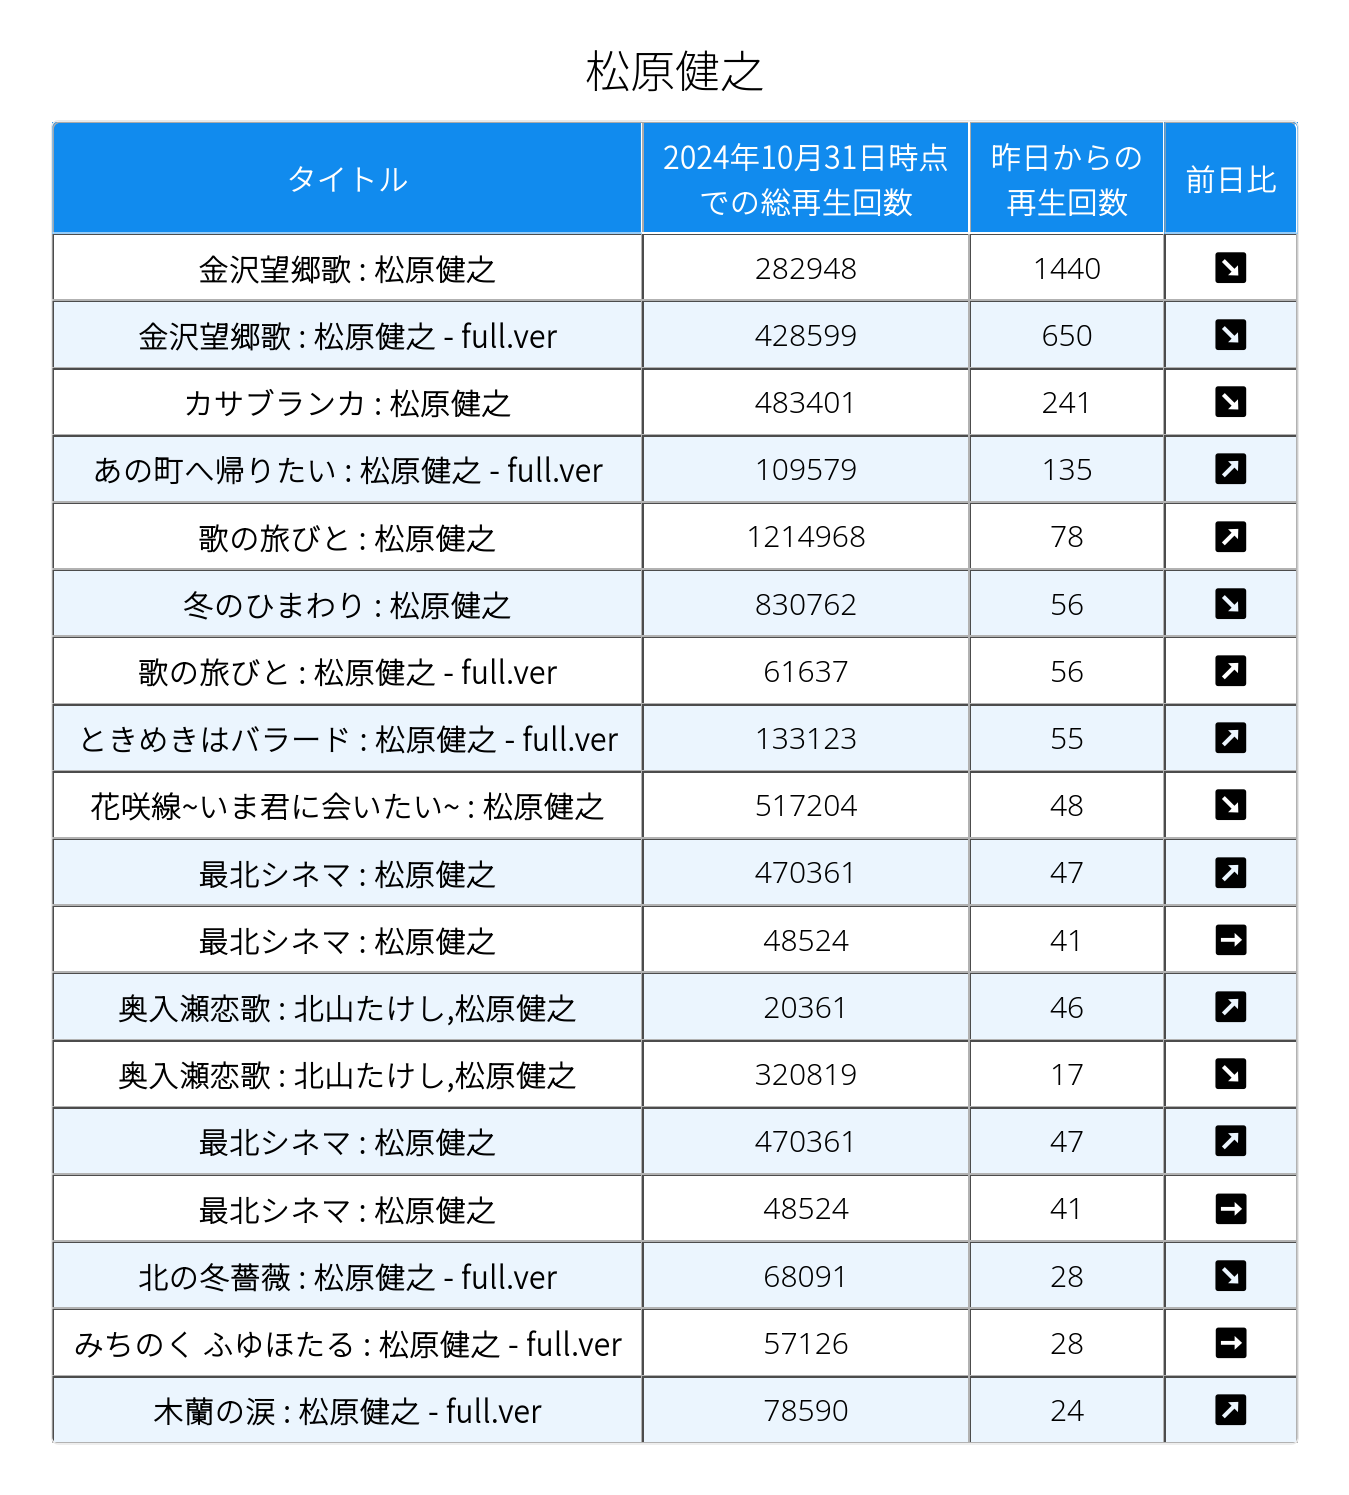 松原健之
タイトル 2024年10月31日時点での総再生回数 昨日からの再生回数 前日比
金沢望郷歌 : 松原健之 282948 1440 ↘
金沢望郷歌 : 松原健之 - full.ver 428599 650 ↘
カサブランカ : 松原健之 483401 241 ↘
あの町へ帰りたい : 松原健之 - full.ver 109579 135 ↗
歌の旅びと : 松原健之 1214968 78 ↗
冬のひまわり : 松原健之 830762 56 ↘
歌の旅びと : 松原健之 - full.ver 61637 56 ↗
ときめきはバラード : 松原健之 - full.ver 133123 55 ↗
花咲線~いま君に会いたい~ : 松原健之 517204 48 ↘
最北シネマ : 松原健之 470361 47 ↗
最北シネマ : 松原健之 48524 41 →
奥入瀬恋歌 : 北山たけし,松原健之 20361 46 ↗
奥入瀬恋歌 : 北山たけし,松原健之 320819 17 ↘
最北シネマ : 松原健之 470361 47 ↗
最北シネマ : 松原健之 48524 41 →
北の冬薔薇 : 松原健之 - full.ver 68091 28 ↘
みちのく ふゆほたる : 松原健之 - full.ver 57126 28 →
木蘭の涙 : 松原健之 - full.ver 78590 24 ↗